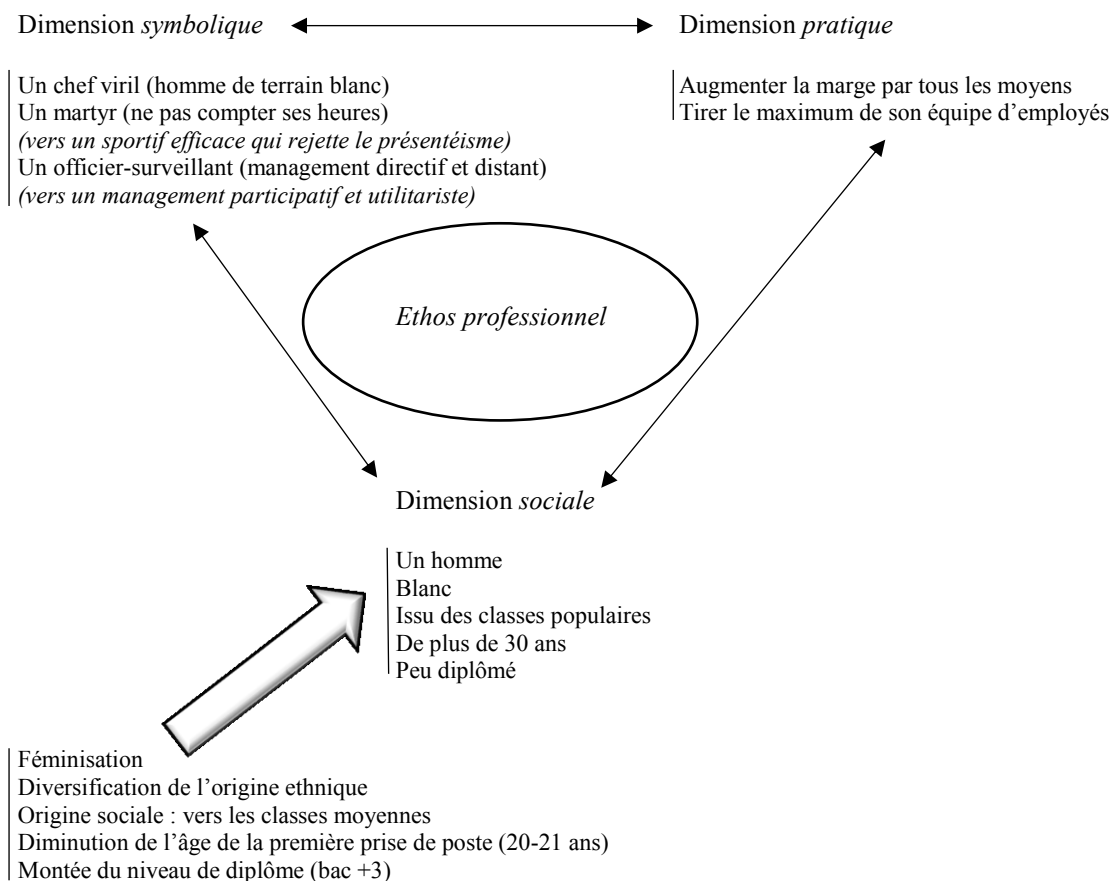 Dimension symbolique
Dimension pratique
Un chef viril (homme de terrain blanc)
Un martyr (ne pas compter ses heures)
(vers un sportif efficace qui rejette le présentéisme)
Un officier-surveillant (management directif et distant)
(vers un management participatif et utilitariste)
Augmenter la marge par tous les moyens
Tirer le maximum de son équipe d’employés
Ethos professionnel
Dimension sociale
Un homme
Blanc
Issu des classes populaires
De plus de 30 ans
Peu diplômé
Féminisation
Diversification de l’origine ethnique
Origine sociale : vers les classes moyennes
Diminution de l’âge de la première prise de poste (20-21 ans)
Montée du niveau de diplôme (bac +3)